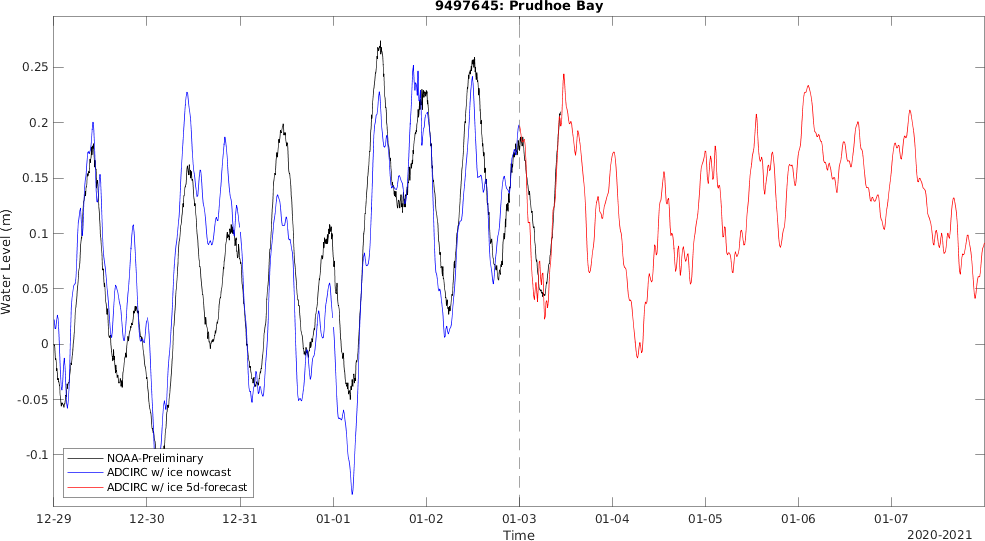 9497645: Prudhoe Bay
Water Level (m)
0.25
0.2
0.15
0.1
0.05
0
-0.05
-0.1
NOAA-Preliminary
ADCIRC w/ ice nowcast
ADCIRC w/ ice 5d-forecast
12-29 12-30 12-31 01-01 01-02 01-03 01-04 01-05 01-06 01-07
Time
2020-2021